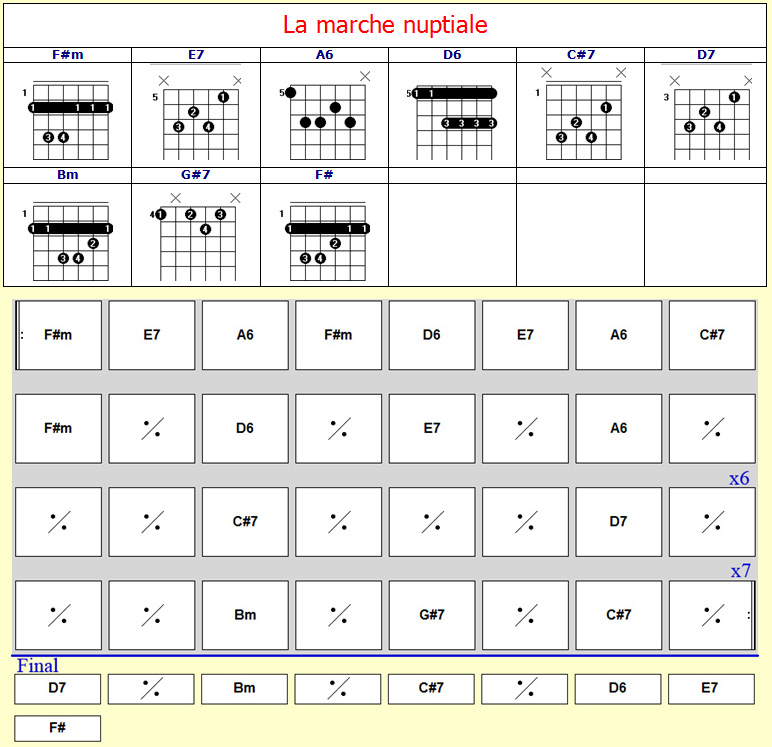 La marche nuptiale
F#m E7 A6 D6 C#7 D7
1 5 5 5 1 3
1 1 1 1 2 3 4 1 1 1 3 3 3 3 1 2 3 4 1 2 3 4
3 4
Bm G#7 F#
1 4 1
1 1 1 1 2 3 1 1 1
2 4 2
3 4 3 4
: F#m E7 A6 F#m D6 E7 A6 C#7
F#m ٪ D6 ٪ E7 ٪ A6 ٪
x6
٪ ٪ C#7 ٪ ٪ ٪ D7 ٪
x7
٪ ٪ Bm ٪ G#7 ٪ C#7 ٪ :
Final
D7 ٪ Bm ٪ C#7 ٪ D6 E7
F#